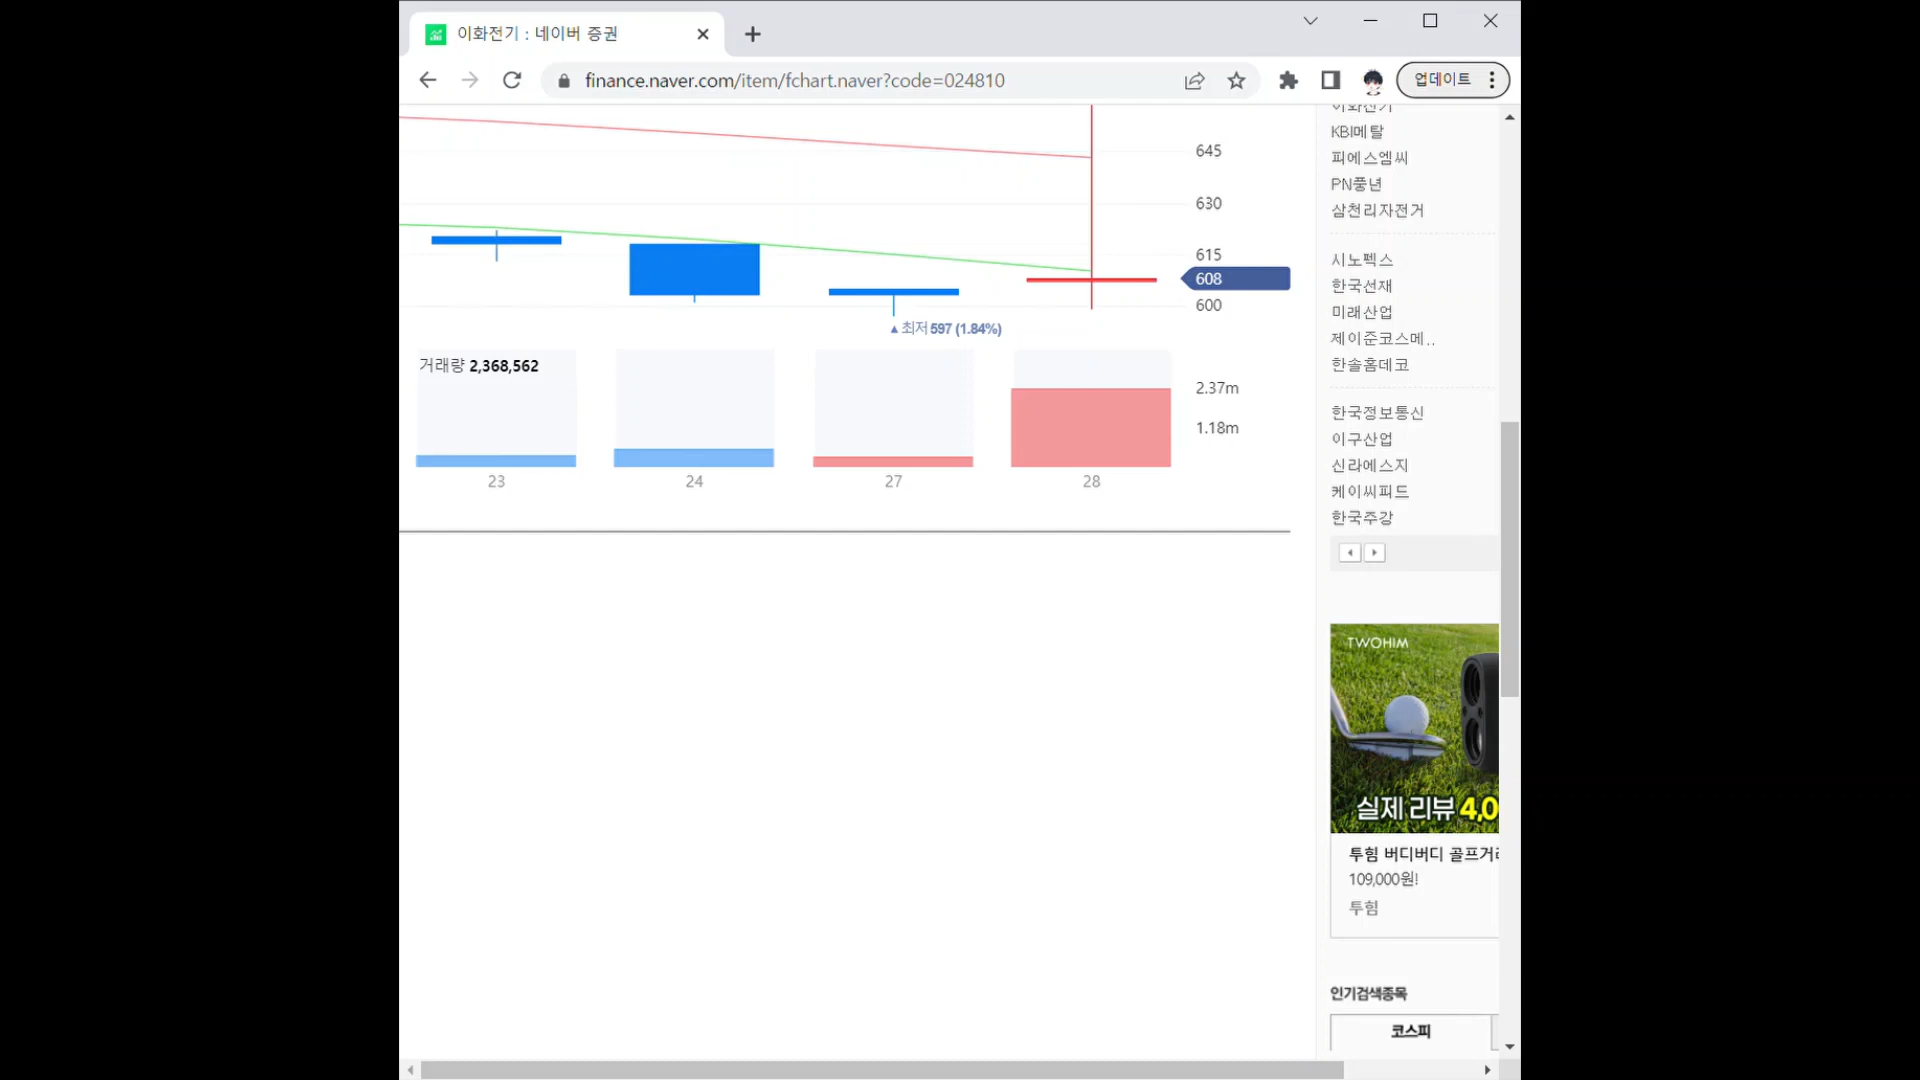 이화전기 : 네이버 증권
finance.naver.com/item/fchart.naver?code=024810
업데이트
645
630
615
608
600
▲최저 597 (1.84%)
거래량 2,368,562
2.37m
1.18m
23 24 27 28
이화전기
KBI메탈
피에스엠씨
PN풍년
삼천리자전거
시노펙스
한국선재
미래산업
제이준코스메..
한솔홈데코
한국정보통신
이구산업
신라에스지
케이씨피드
한국주강
TWOHIM
실제 리뷰 4,0
투힘 버디버디 골프거
109,000원!
투힘
인기검색종목
코스피